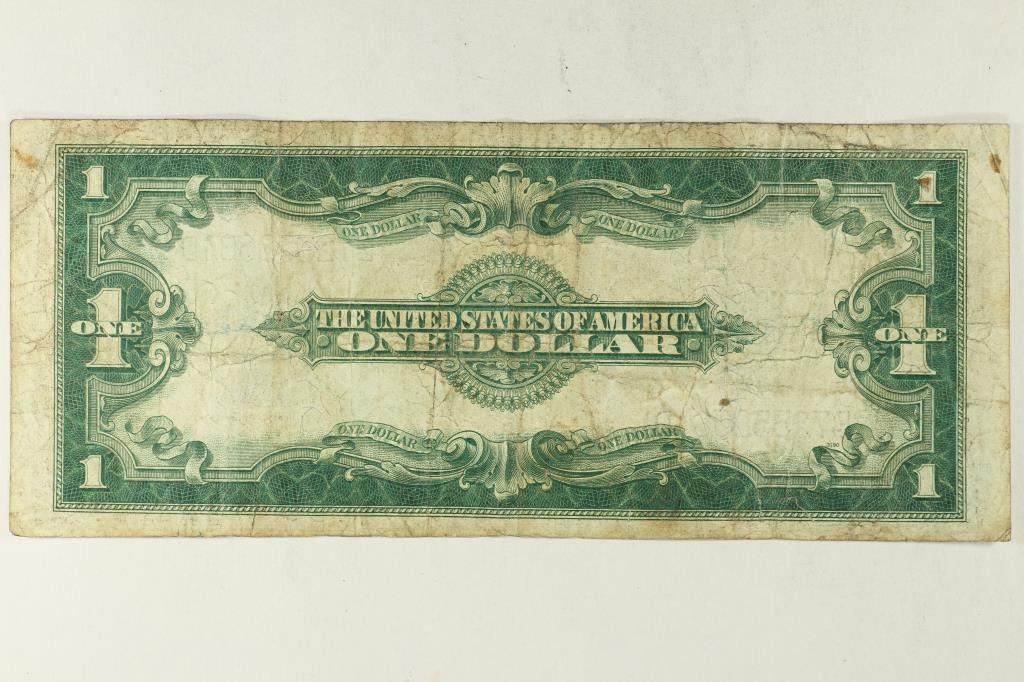 1 1
ONE DOLLAR ONE DOLLAR
1 ONE THE UNITED STATES OF AMERICA 1 ONE
ONE DOLLAR
ONE DOLLAR ONE DOLLAR
1 1